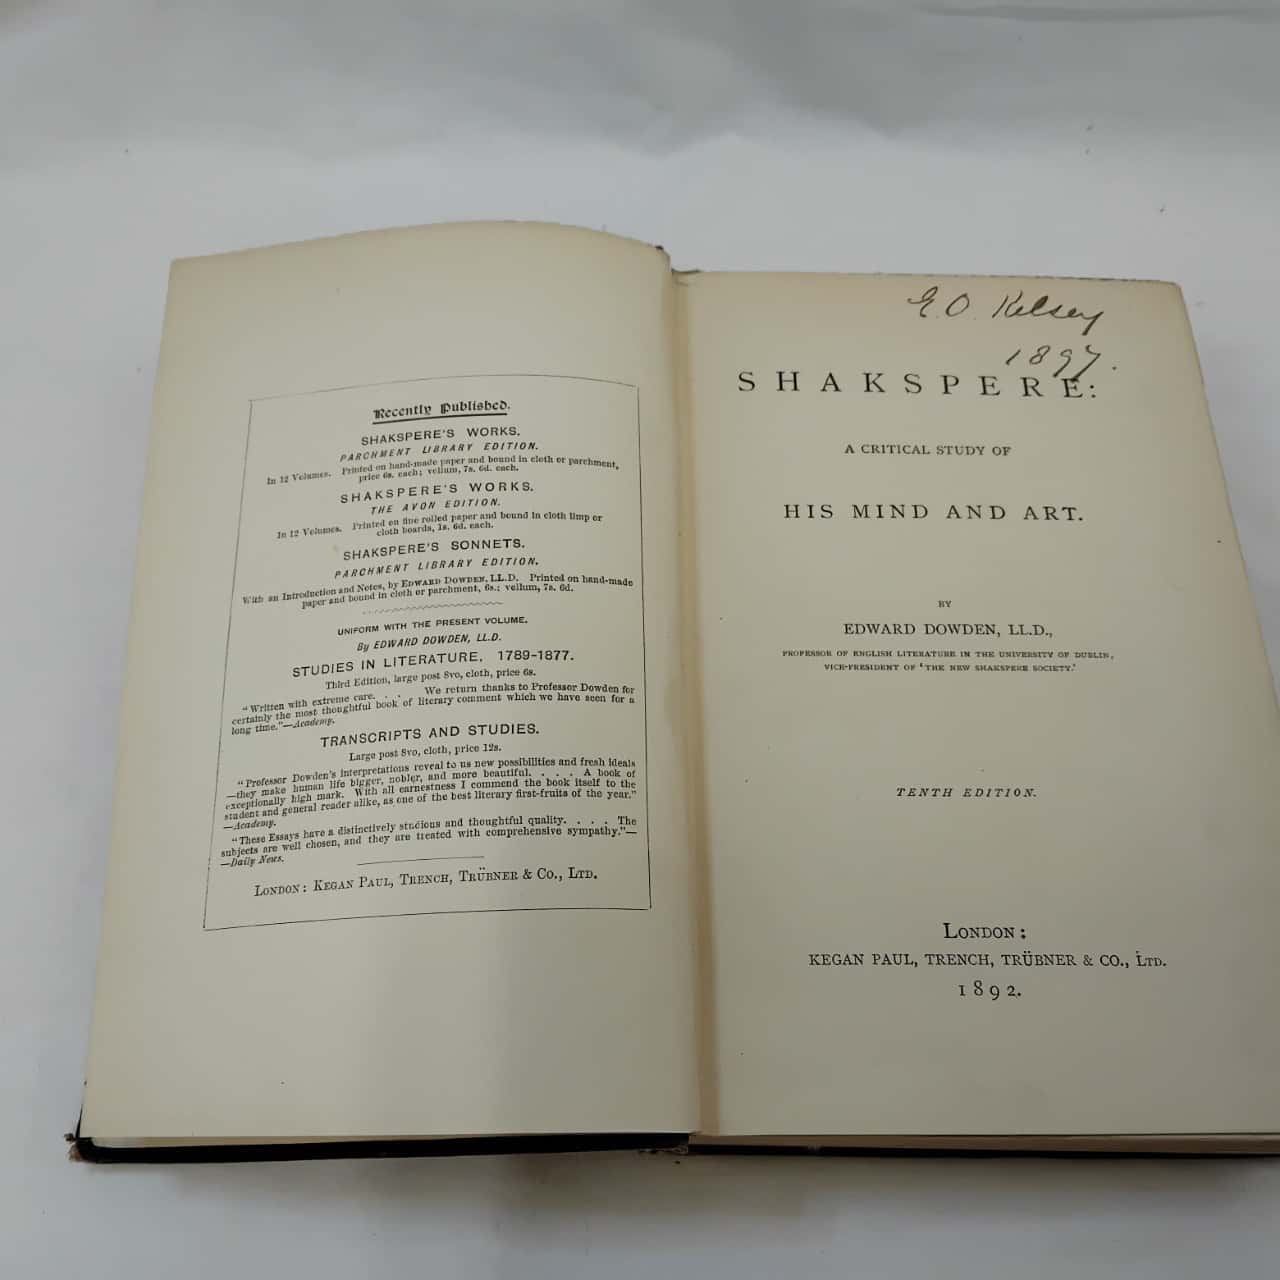 Recently Published.
SHAKSPERE'S WORKS.
PARCHMENT LIBRARY EDITION.
In 12 Volumes. Printed on hand-made paper and bound in cloth or parchment,
price 6s. each; vellum, 7s. 6d. each.
SHAKSPERE'S WORKS.
THE AVON EDITION.
In 12 Volumes. Printed on fine rolled paper and bound in cloth limp or
cloth boards, 1s. 6d. each.
SHAKSPERE'S SONNETS.
PARCHMENT LIBRARY EDITION.
With an Introduction and Notes, by EDWARD DOWDEN, LL.D. Printed on hand-made
paper and bound in cloth or parchment, 6s.; vellum, 7s. 6d.
UNIFORM WITH THE PRESENT VOLUME.
By EDWARD DOWDEN, LL.D.
STUDIES IN LITERATURE, 1789-1877.
Third Edition, large post 8vo, cloth, price 6s.
"Written with extreme care. . . . We return thanks to Professor Dowden for
certainly the most thoughtful book of literary comment which we have seen for a
long time."—Academy.
TRANSCRIPTS AND STUDIES.
Large post 8vo, cloth, price 12s.
"Professor Dowden's interpretations reveal to us new possibilities and fresh ideals
—they make human life bigger, nobler, and more beautiful. . . . A book of
exceptionally high mark. With all earnestness I commend the book itself to the
student and general reader alike, as one of the best literary first-fruits of the year."
—Academy.
"These Essays have a distinctively studious and thoughtful quality. . . . The
subjects are well chosen, and they are treated with comprehensive sympathy."—
—Daily News.
LONDON: KEGAN PAUL, TRENCH, TRÜBNER & CO., LTD.
E. O. Kelsey
1897.
SHAKSPERE:
A CRITICAL STUDY OF
HIS MIND AND ART.
BY
EDWARD DOWDEN, LL.D.,
PROFESSOR OF ENGLISH LITERATURE IN THE UNIVERSITY OF DUBLIN,
VICE-PRESIDENT OF 'THE NEW SHAKSPERE SOCIETY.'
TENTH EDITION.
LONDON:
KEGAN PAUL, TRENCH, TRÜBNER & CO., LTD.
1892.